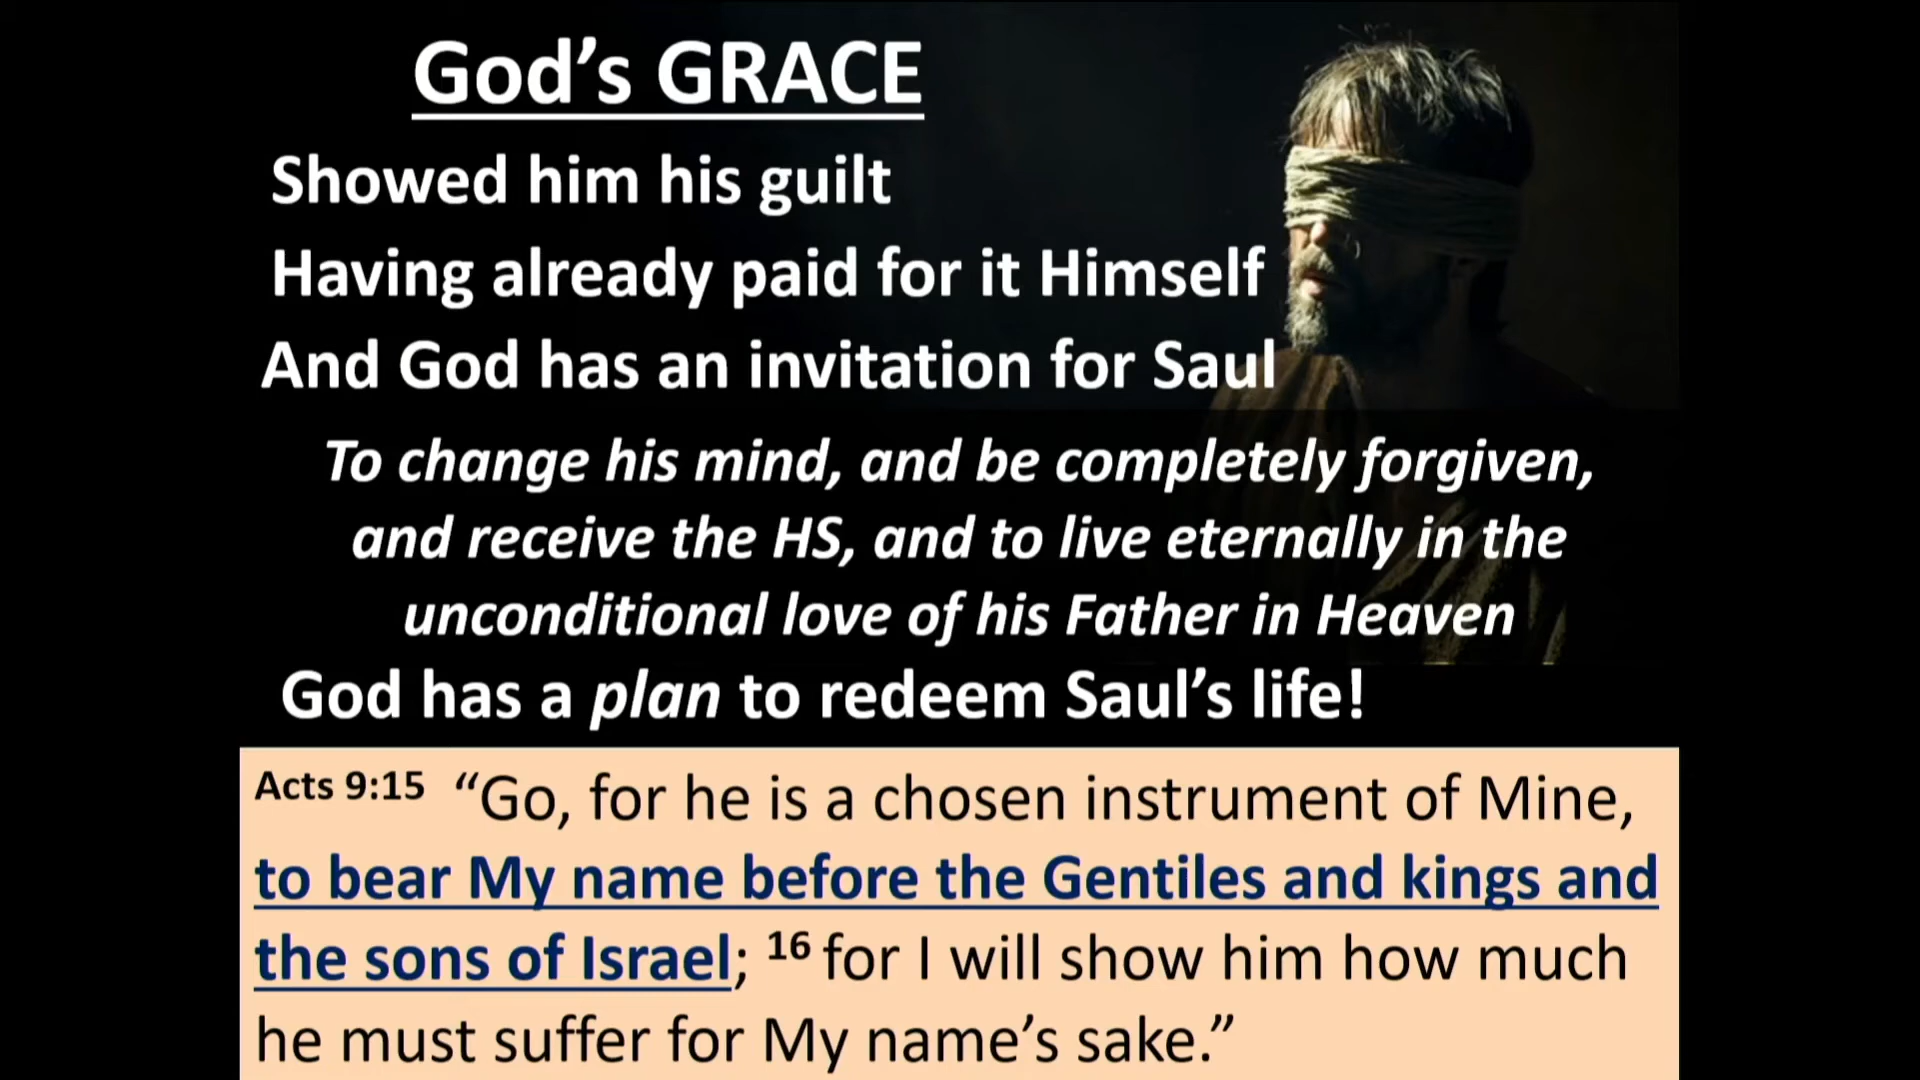 God’s GRACE
Showed him his guilt
Having already paid for it Himself
And God has an invitation for Saul
To change his mind, and be completely forgiven,
and receive the HS, and to live eternally in the
unconditional love of his Father in Heaven
God has a plan to redeem Saul’s life!
Acts 9:15 “Go, for he is a chosen instrument of Mine,
to bear My name before the Gentiles and kings and
the sons of Israel; 16 for I will show him how much
he must suffer for My name’s sake.”